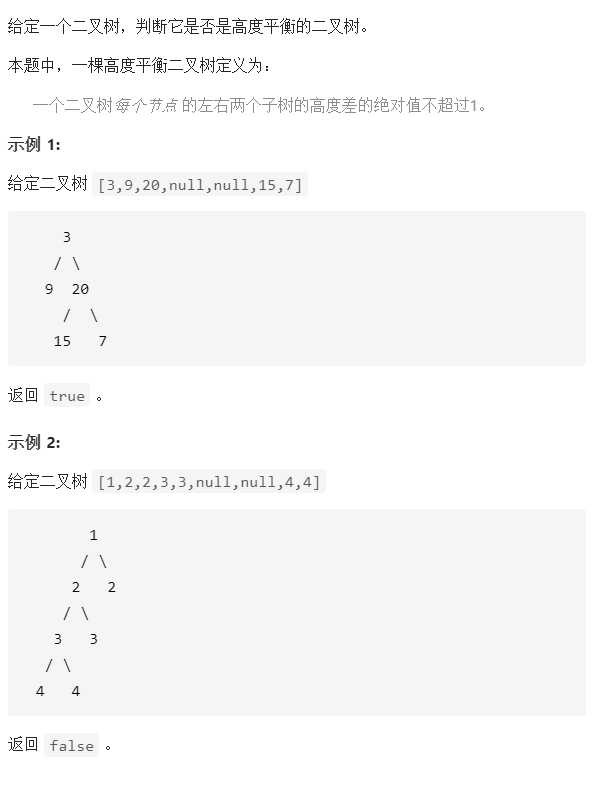 给定一个二叉树，判断它是否是高度平衡的二叉树。
本题中，一棵高度平衡二叉树定义为：
一个二叉树每个节点 的左右两个子树的高度差的绝对值不超过1。
示例 1:
给定二叉树 [3,9,20,null,null,15,7]
3
/ \
9 20
/ \
15 7
返回 true 。
示例 2:
给定二叉树 [1,2,2,3,3,null,null,4,4]
1
/ \
2 2
/ \
3 3
/ \
4 4
返回 false 。